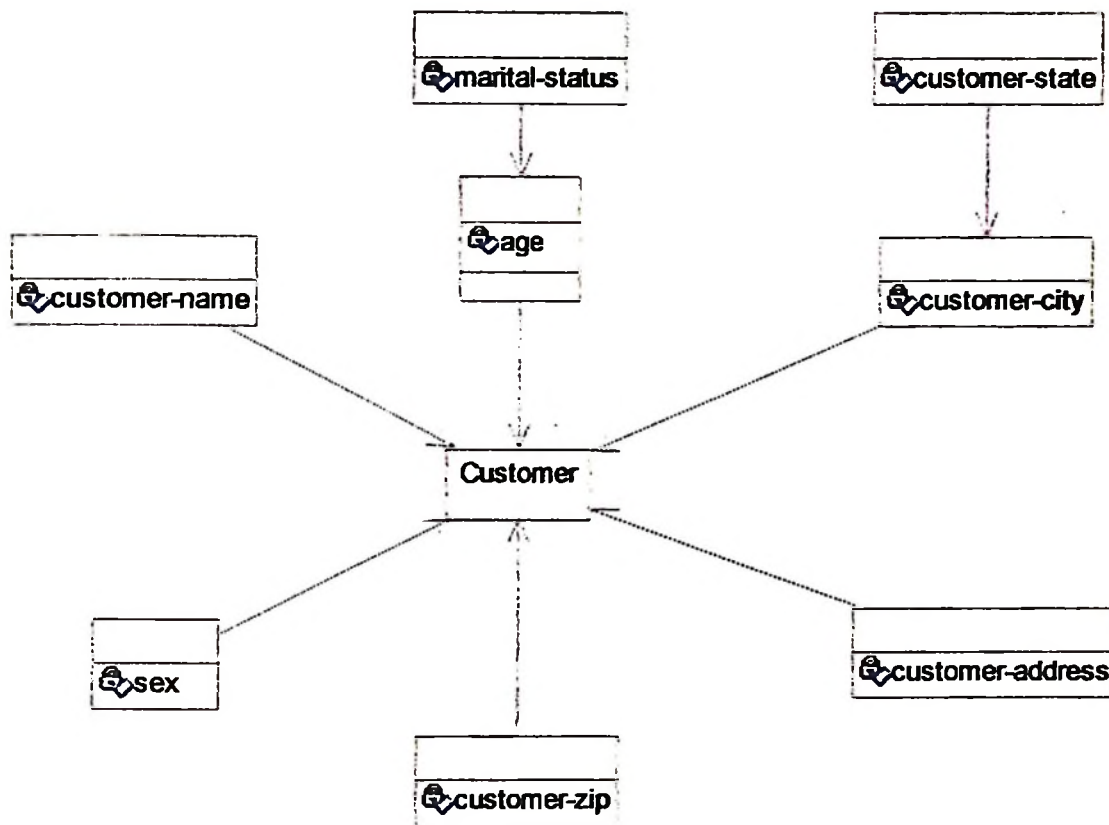 marital-status
customer-state
age
customer-name
customer-city
Customer
sex
customer-address
customer-zip